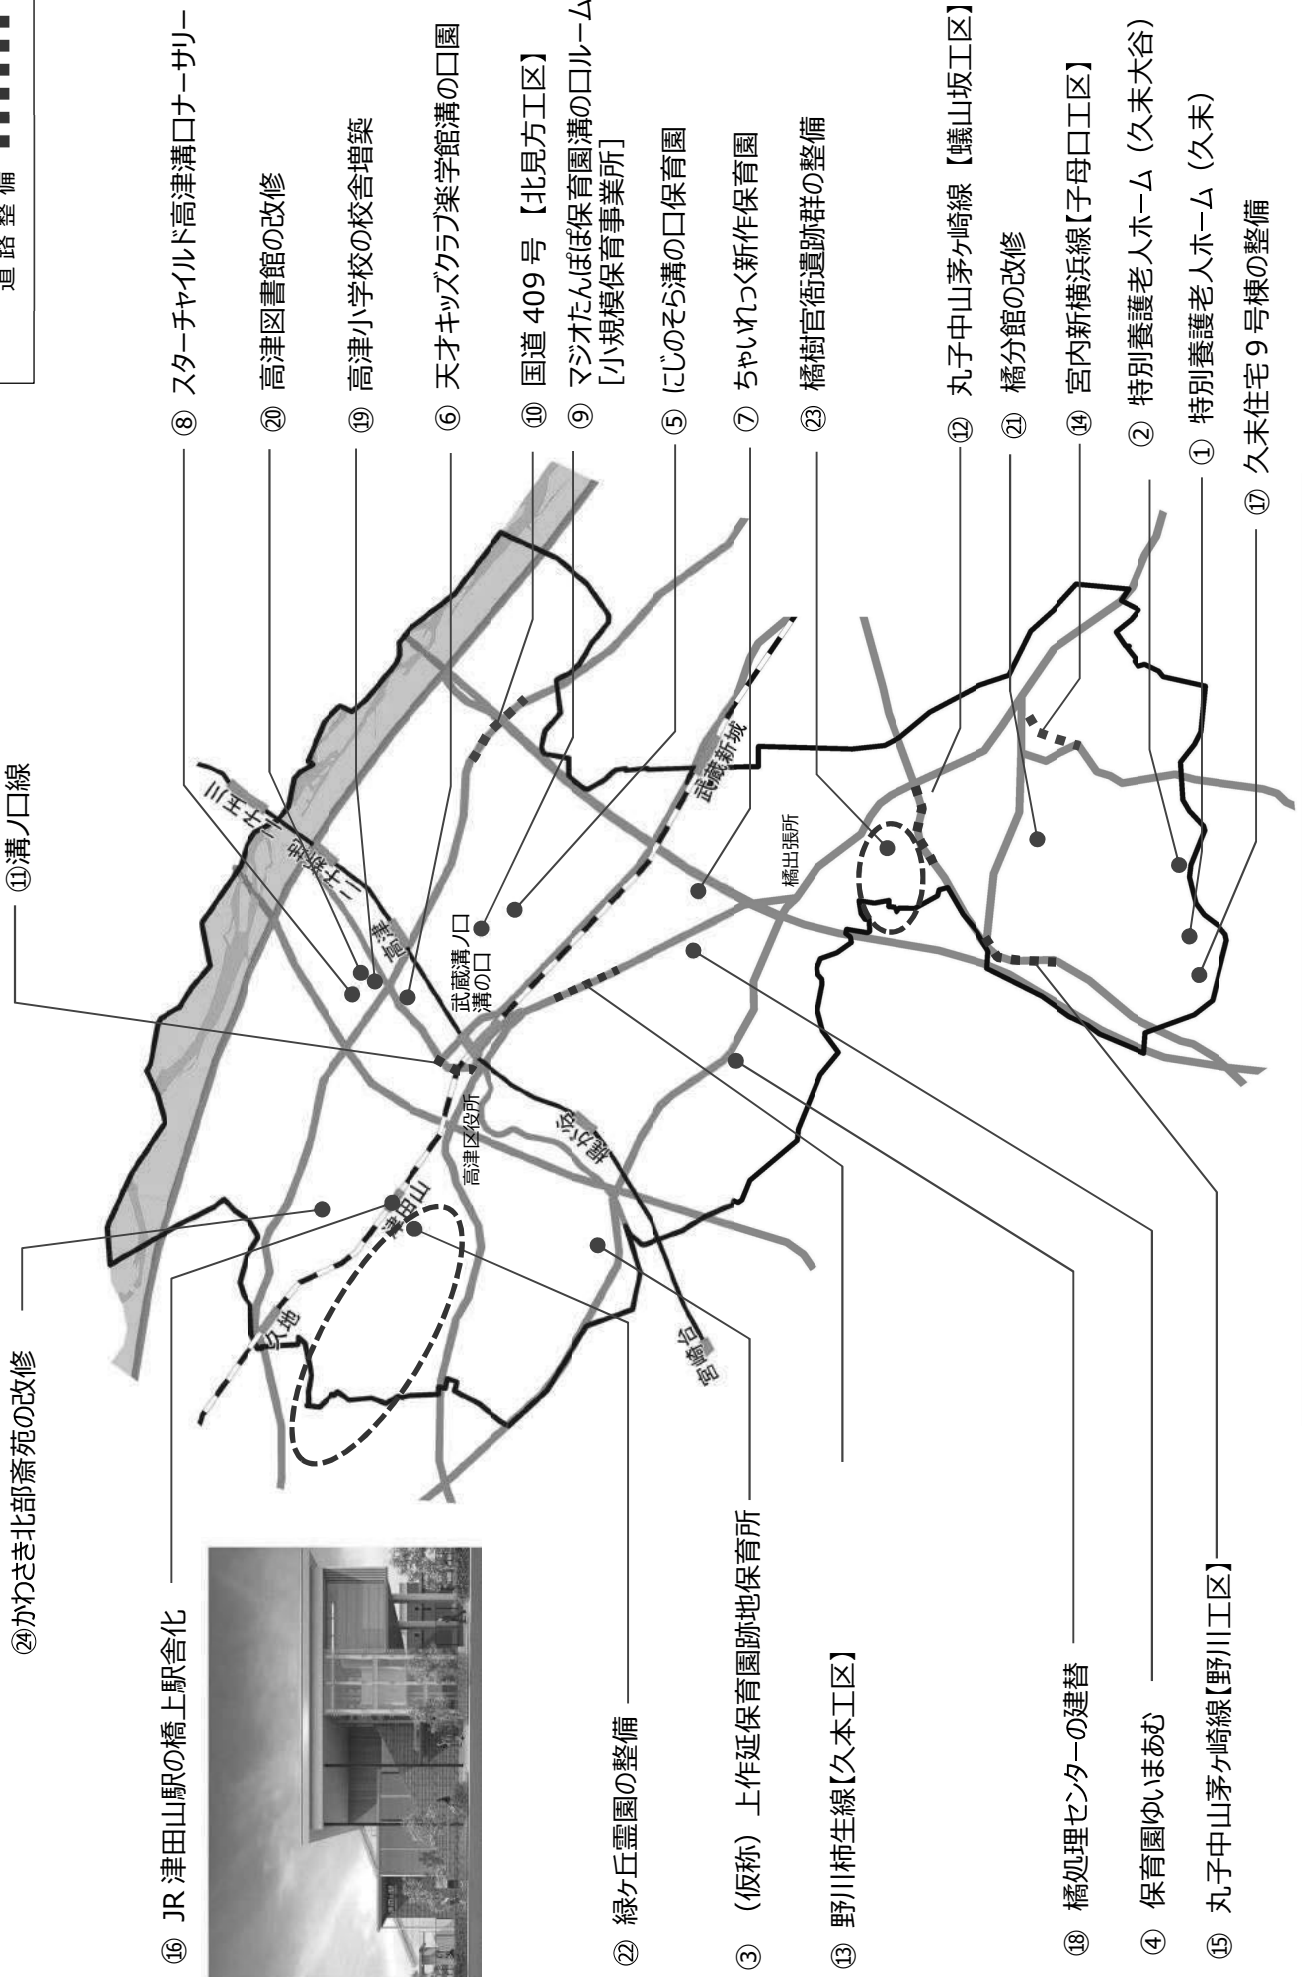 道路整備
⑧ スターチャイルド高津溝口ナーサリー
⑳ 高津図書館の改修
⑲ 高津小学校の校舎増築
⑥ 天才キッズクラブ楽学館溝の口園
⑩ 国道 409 号 【北見方工区】
⑨ マジオたんぽぽ保育園溝の口ルーム
[小規模保育事業所]
⑤ にじのそら溝の口保育園
⑦ ちゃいれっく新作保育園
㉓ 橘樹官衙遺跡群の整備
⑫ 丸子中山茅ヶ崎線【蟻山坂工区】
㉑ 橘分館の改修
⑭ 宮内新横浜線【子母口工区】
② 特別養護老人ホーム（久末大谷）
① 特別養護老人ホーム（久末）
⑰ 久末住宅 9 号棟の整備
⑪溝ノ口線
二子玉川
二子新地
高津
武蔵溝ノ口
溝の口
武蔵新城
橘出張所
高津区役所
津田山
久地
梶が谷
宮崎台
㉔かわさき北部斎苑の改修
⑯ JR 津田山駅の橋上駅舎化
㉒ 緑ヶ丘霊園の整備
③ （仮称）上作延保育園跡地保育所
⑬ 野川柿生線【久本工区】
⑱ 橘処理センターの建替
④ 保育園ゆいまあむ
⑮ 丸子中山茅ヶ崎線【野川工区】